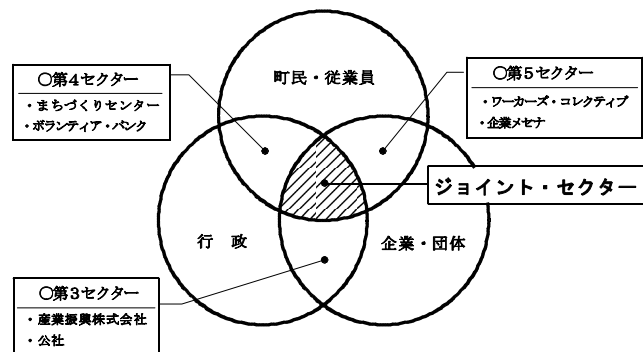 町民・従業員
○第４セクター
・まちづくりセンター
・ボランティア・バンク
○第５セクター
・ワーカーズ・コレクティブ
・企業メセナ
ジョイント・セクター
行　政
企業・団体
○第３セクター
・産業振興株式会社
・公社